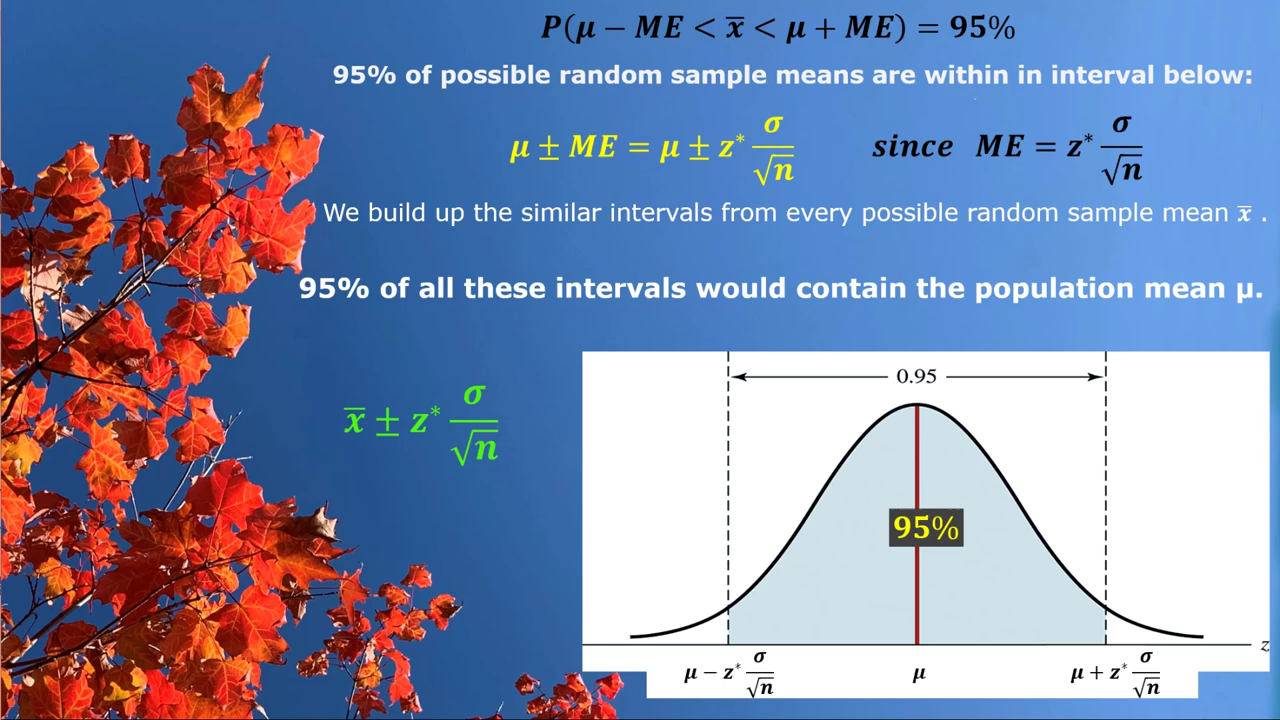 P(μ − ME < x̅ < μ + ME) = 95%
95% of possible random sample means are within in interval below:
μ ± ME = μ ± z* σ/√n since ME = z* σ/√n
We build up the similar intervals from every possible random sample mean x̅ .
95% of all these intervals would contain the population mean μ.
0.95
x̅ ± z* σ/√n
95%
z
μ − z* σ/√n μ μ + z* σ/√n